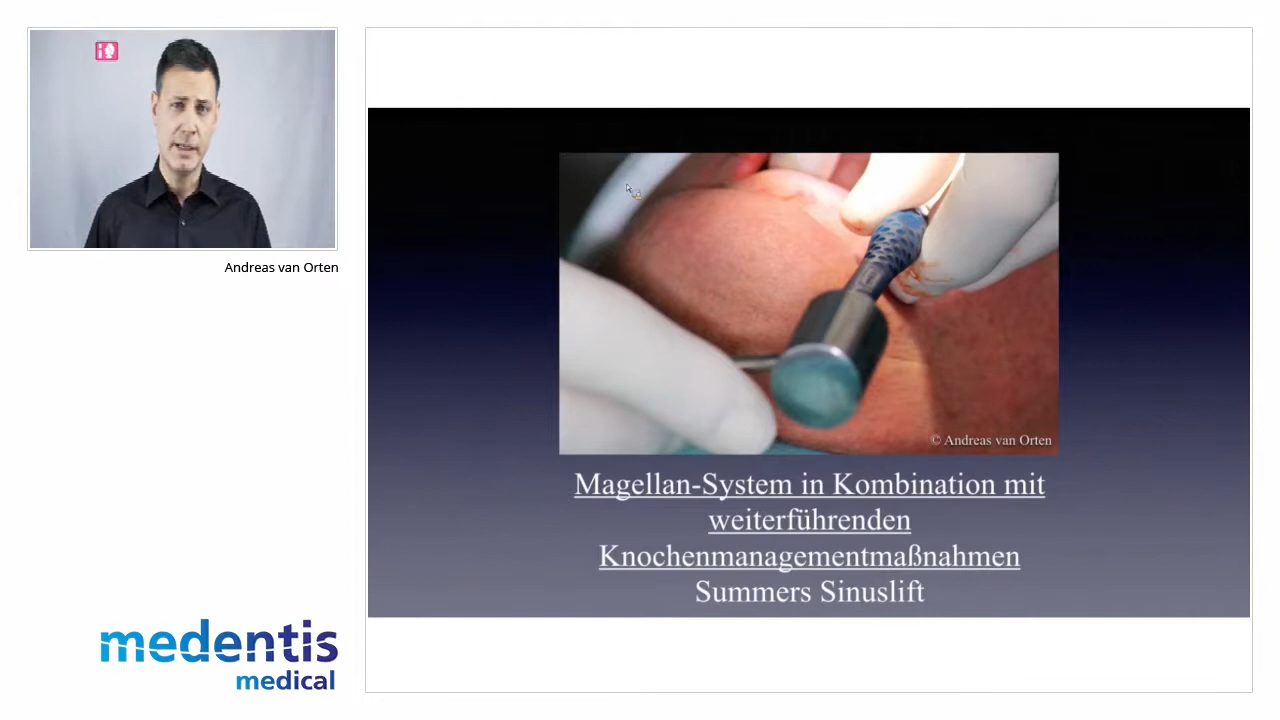 Andreas van Orten
© Andreas van Orten
Magellan-System in Kombination mit
weiterführenden
Knochenmanagementmaßnahmen
Summers Sinuslift
medentis
medical